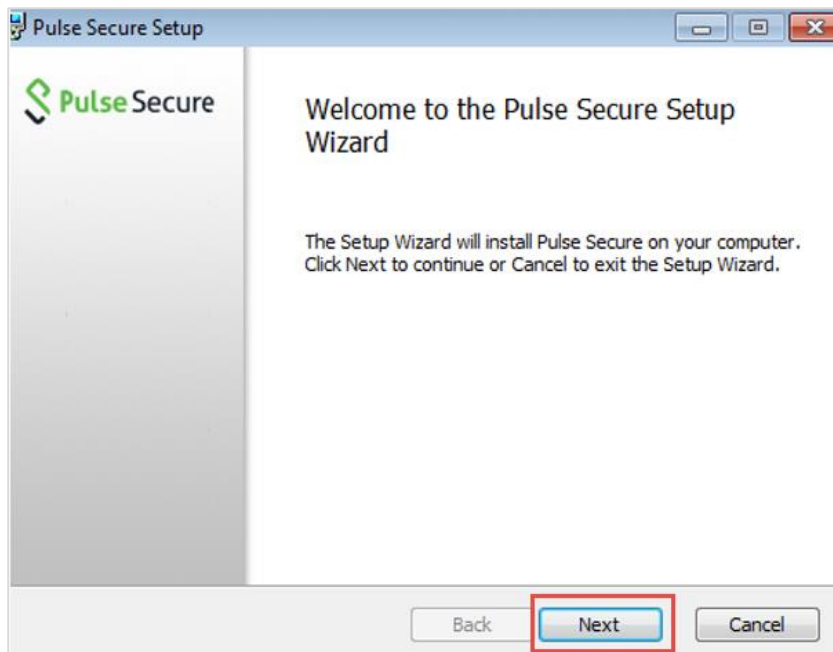 Pulse Secure Setup
Pulse Secure
Welcome to the Pulse Secure Setup
Wizard
The Setup Wizard will install Pulse Secure on your computer.
Click Next to continue or Cancel to exit the Setup Wizard.
Back
Next
Cancel